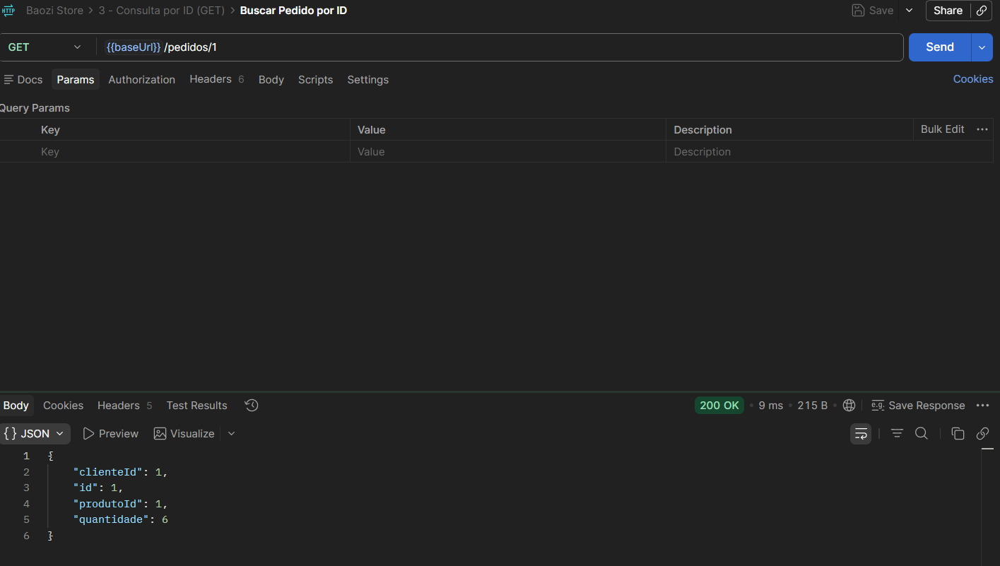 HTTP Baozi Store > 3 - Consulta por ID (GET) > Buscar Pedido por ID Save Share
GET {{baseUrl}} /pedidos/1 Send
Docs Params Authorization Headers 6 Body Scripts Settings Cookies
Query Params
Key Value Description Bulk Edit ...
Key Value Description
Body Cookies Headers 5 Test Results 200 OK • 9 ms • 215 B • e.g. Save Response ...
{} JSON Preview Visualize
1 {
2 "clienteId": 1,
3 "id": 1,
4 "produtoId": 1,
5 "quantidade": 6
6 }